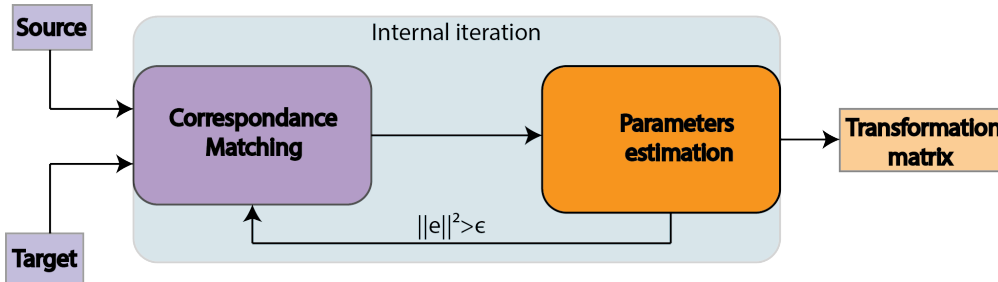 Source
Internal iteration
Correspondance
Matching
Parameters
estimation
Transformation
matrix
||e||²>ϵ
Target